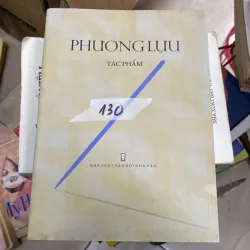 PHƯƠNG LỰU
TÁC PHẨM
130
NHÀ XUẤT BẢN HỘI NHÀ VĂN